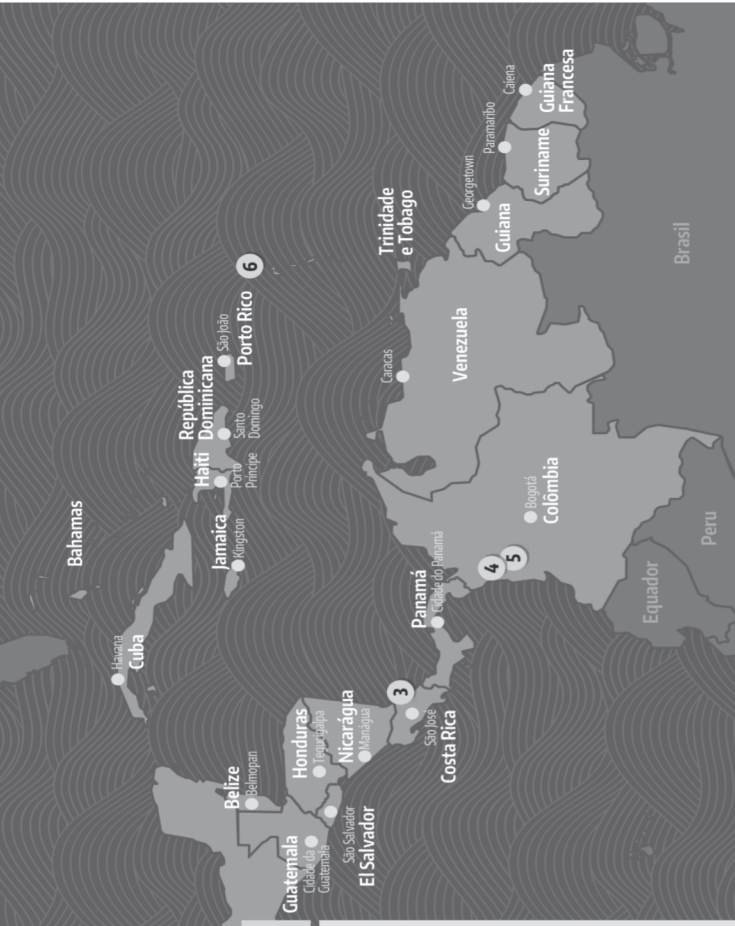 Bahamas
Havana
Cuba
Jamaica
Kingston
Haiti
Porto
Príncipe
República
Dominicana
Santo
Domingo
São João
Porto Rico
6
Belize
Belmopan
Guatemala
Cidade da
Guatemala
Honduras
Tegucigalpa
São Salvador
El Salvador
Nicarágua
Manágua
3
São José
Costa Rica
Panamá
Cidade do Panamá
Trinidade
e Tobago
Caracas
Venezuela
Georgetown
Guiana
Paramaribo
Suriname
Caiena
Guiana
Francesa
4
5
Bogotá
Colômbia
Equador
Peru
Brasil